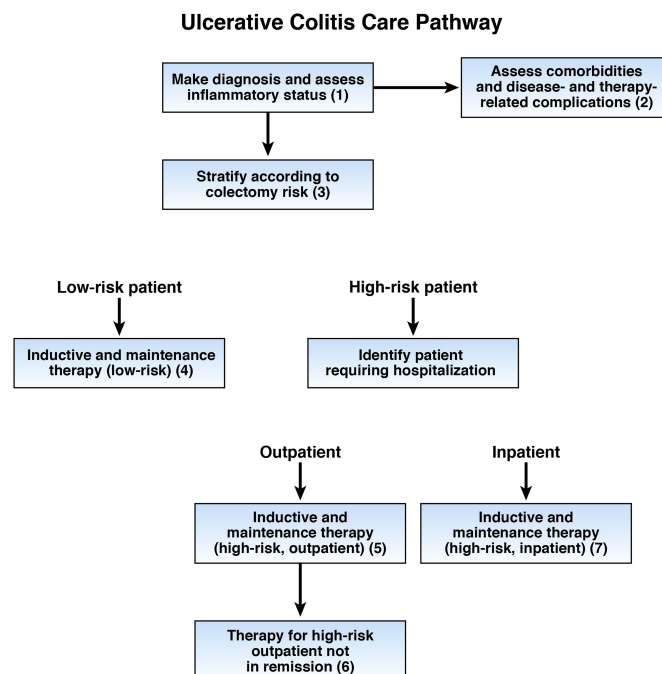 Ulcerative Colitis Care Pathway
Make diagnosis and assess
inflammatory status (1)
Assess comorbidities
and disease- and therapy-
related complications (2)
Stratify according to
colectomy risk (3)
Low-risk patient
High-risk patient
Inductive and maintenance
therapy (low-risk) (4)
Identify patient
requiring hospitalization
Outpatient
Inpatient
Inductive and
maintenance therapy
(high-risk, outpatient) (5)
Inductive and
maintenance therapy
(high-risk, inpatient) (7)
Therapy for high-risk
outpatient not
in remission (6)